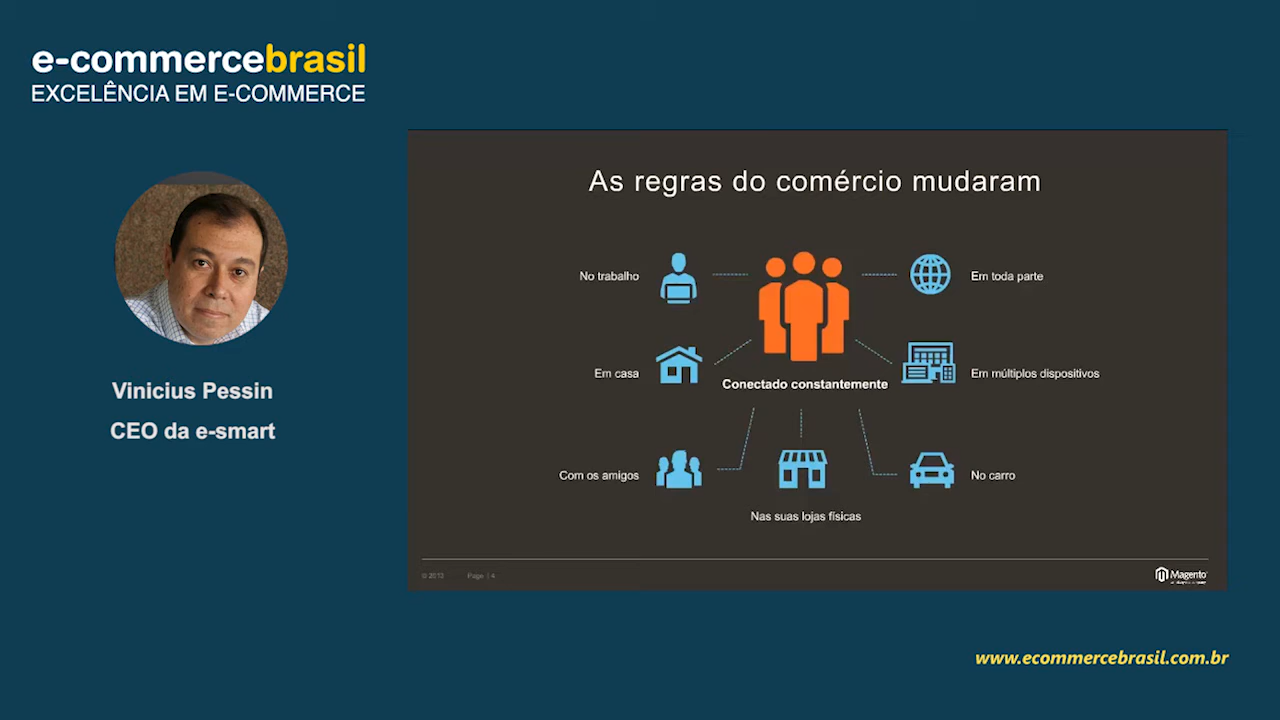 e-commercebrasil
EXCELÊNCIA EM E-COMMERCE
Vinicius Pessin
CEO da e-smart
As regras do comércio mudaram
No trabalho
Em toda parte
Em casa
Conectado constantemente
Em múltiplos dispositivos
Com os amigos
No carro
Nas suas lojas físicas
Page | 4
Magento
www.ecommercebrasil.com.br